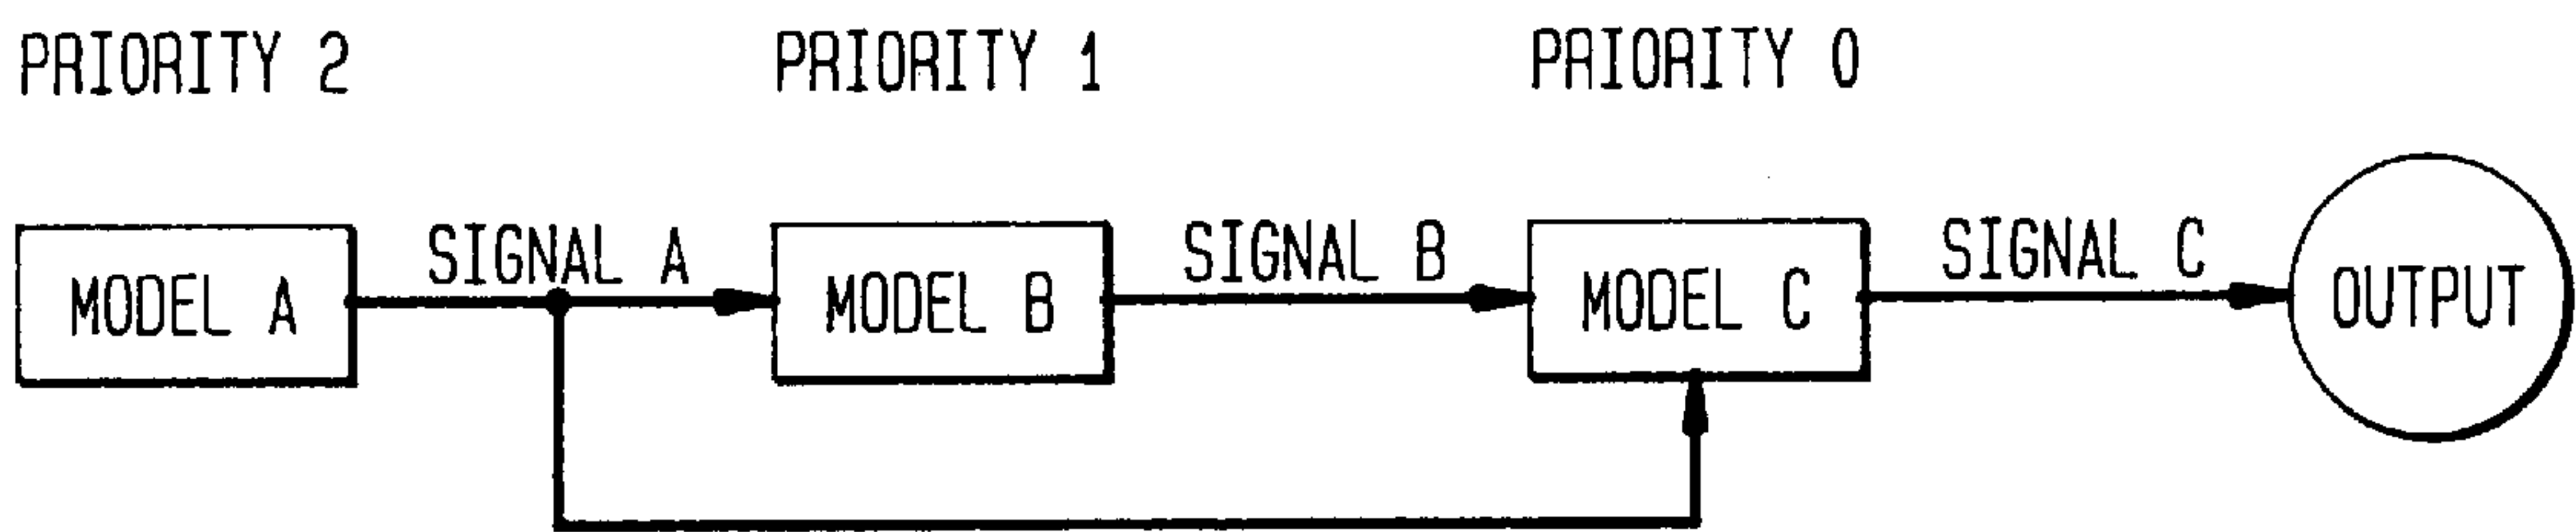 PRIORITY 2 PRIORITY 1 PRIORITY 0
MODEL A SIGNAL A MODEL B SIGNAL B MODEL C SIGNAL C OUTPUT